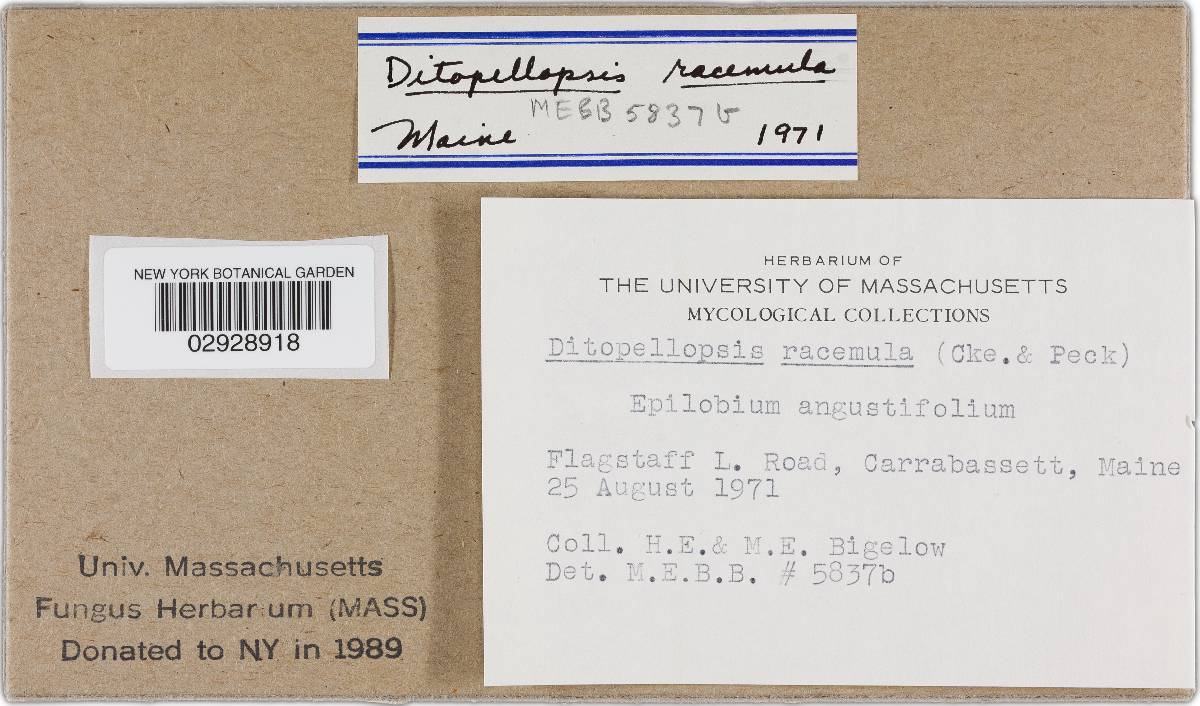 Ditopellopsis racemula
MEBB 5837b
Maine 1971
NEW YORK BOTANICAL GARDEN
02928918
HERBARIUM OF
THE UNIVERSITY OF MASSACHUSETTS
MYCOLOGICAL COLLECTIONS
Ditopellopsis racemula (Cke.& Peck)
Epilobium angustifolium
Flagstaff L. Road, Carrabassett, Maine
25 August 1971
Coll. H.E.& M.E. Bigelow
Det. M.E.B.B. # 5837b
Univ. Massachusetts
Fungus Herbarium (MASS)
Donated to NY in 1989